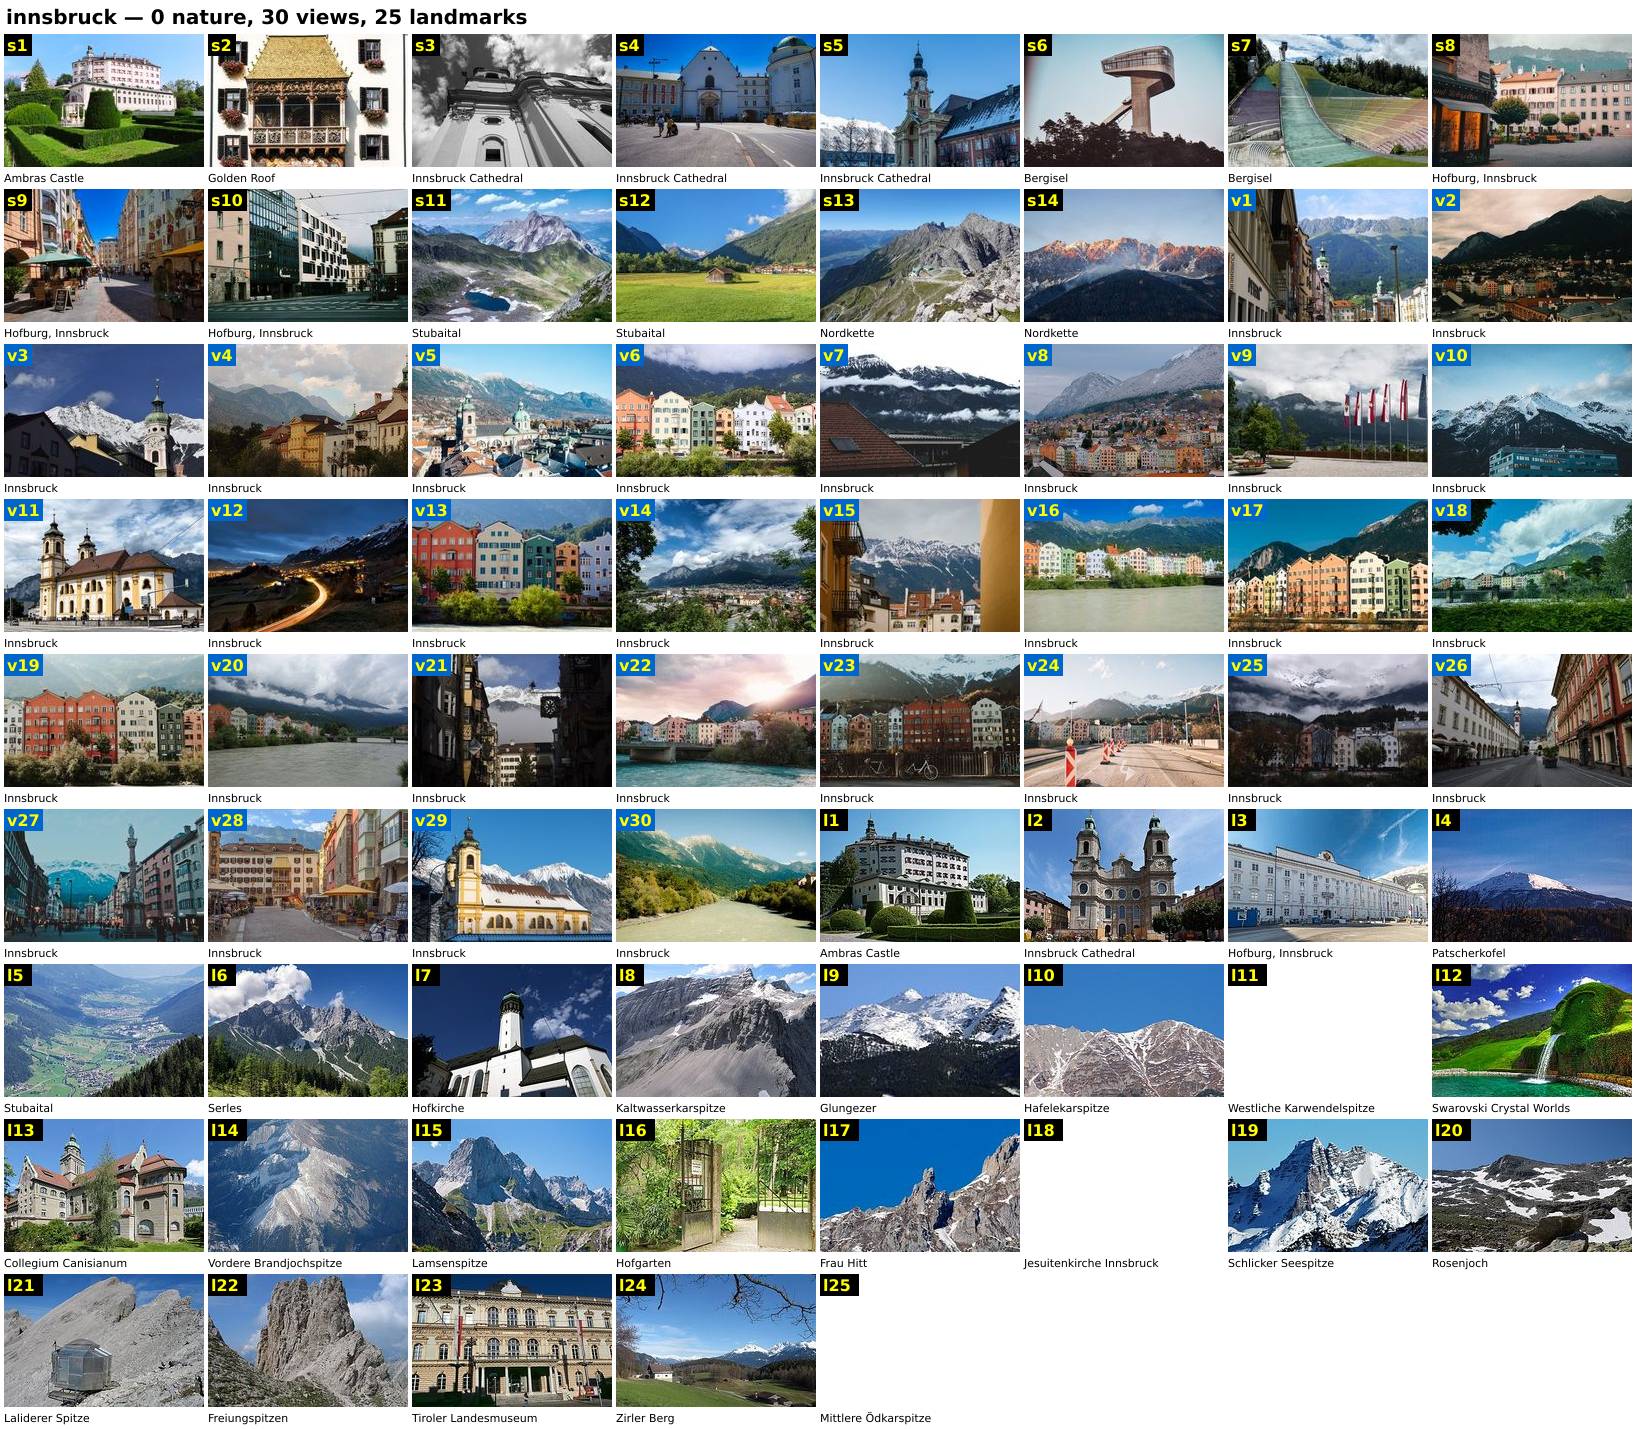 innsbruck — 0 nature, 30 views, 25 landmarks
s1 s2 s3 s4 s5 s6 s7 s8
Ambras Castle Golden Roof Innsbruck Cathedral Innsbruck Cathedral Innsbruck Cathedral Bergisel Bergisel Hofburg, Innsbruck
s9 s10 s11 s12 s13 s14 v1 v2
Hofburg, Innsbruck Hofburg, Innsbruck Stubaital Stubaital Nordkette Nordkette Innsbruck Innsbruck
v3 v4 v5 v6 v7 v8 v9 v10
Innsbruck Innsbruck Innsbruck Innsbruck Innsbruck Innsbruck Innsbruck Innsbruck
v11 v12 v13 v14 v15 v16 v17 v18
Innsbruck Innsbruck Innsbruck Innsbruck Innsbruck Innsbruck Innsbruck Innsbruck
v19 v20 v21 v22 v23 v24 v25 v26
Innsbruck Innsbruck Innsbruck Innsbruck Innsbruck Innsbruck Innsbruck Innsbruck
v27 v28 v29 v30 l1 l2 l3 l4
Innsbruck Innsbruck Innsbruck Innsbruck Ambras Castle Innsbruck Cathedral Hofburg, Innsbruck Patscherkofel
l5 l6 l7 l8 l9 l10 l11 l12
Stubaital Serles Hofkirche Kaltwasserkarspitze Glungezer Hafelekarspitze Westliche Karwendelspitze Swarovski Crystal Worlds
l13 l14 l15 l16 l17 l18 l19 l20
Collegium Canisianum Vordere Brandjochspitze Lamsenspitze Hofgarten Frau Hitt Jesuitenkirche Innsbruck Schlicker Seespitze Rosenjoch
l21 l22 l23 l24 l25
Laliderer Spitze Freiungspitzen Tiroler Landesmuseum Zirler Berg Mittlere Ödkarspitze